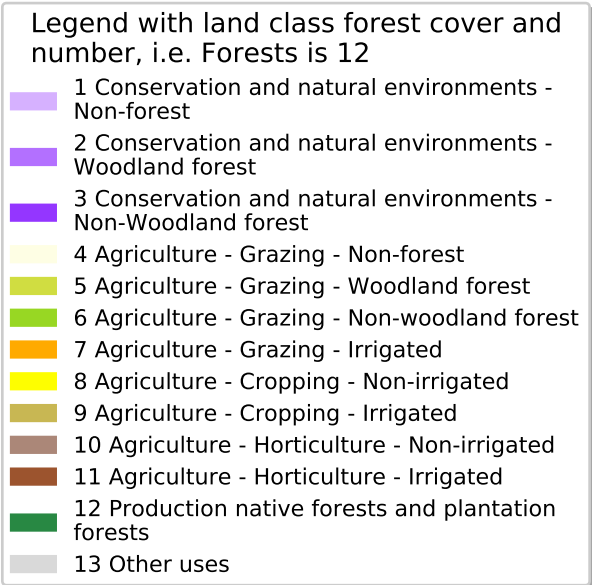 Legend with land class forest cover and
number, i.e. Forests is 12
1 Conservation and natural environments -
Non-forest
2 Conservation and natural environments -
Woodland forest
3 Conservation and natural environments -
Non-Woodland forest
4 Agriculture - Grazing - Non-forest
5 Agriculture - Grazing - Woodland forest
6 Agriculture - Grazing - Non-woodland forest
7 Agriculture - Grazing - Irrigated
8 Agriculture - Cropping - Non-irrigated
9 Agriculture - Cropping - Irrigated
10 Agriculture - Horticulture - Non-irrigated
11 Agriculture - Horticulture - Irrigated
12 Production native forests and plantation
forests
13 Other uses